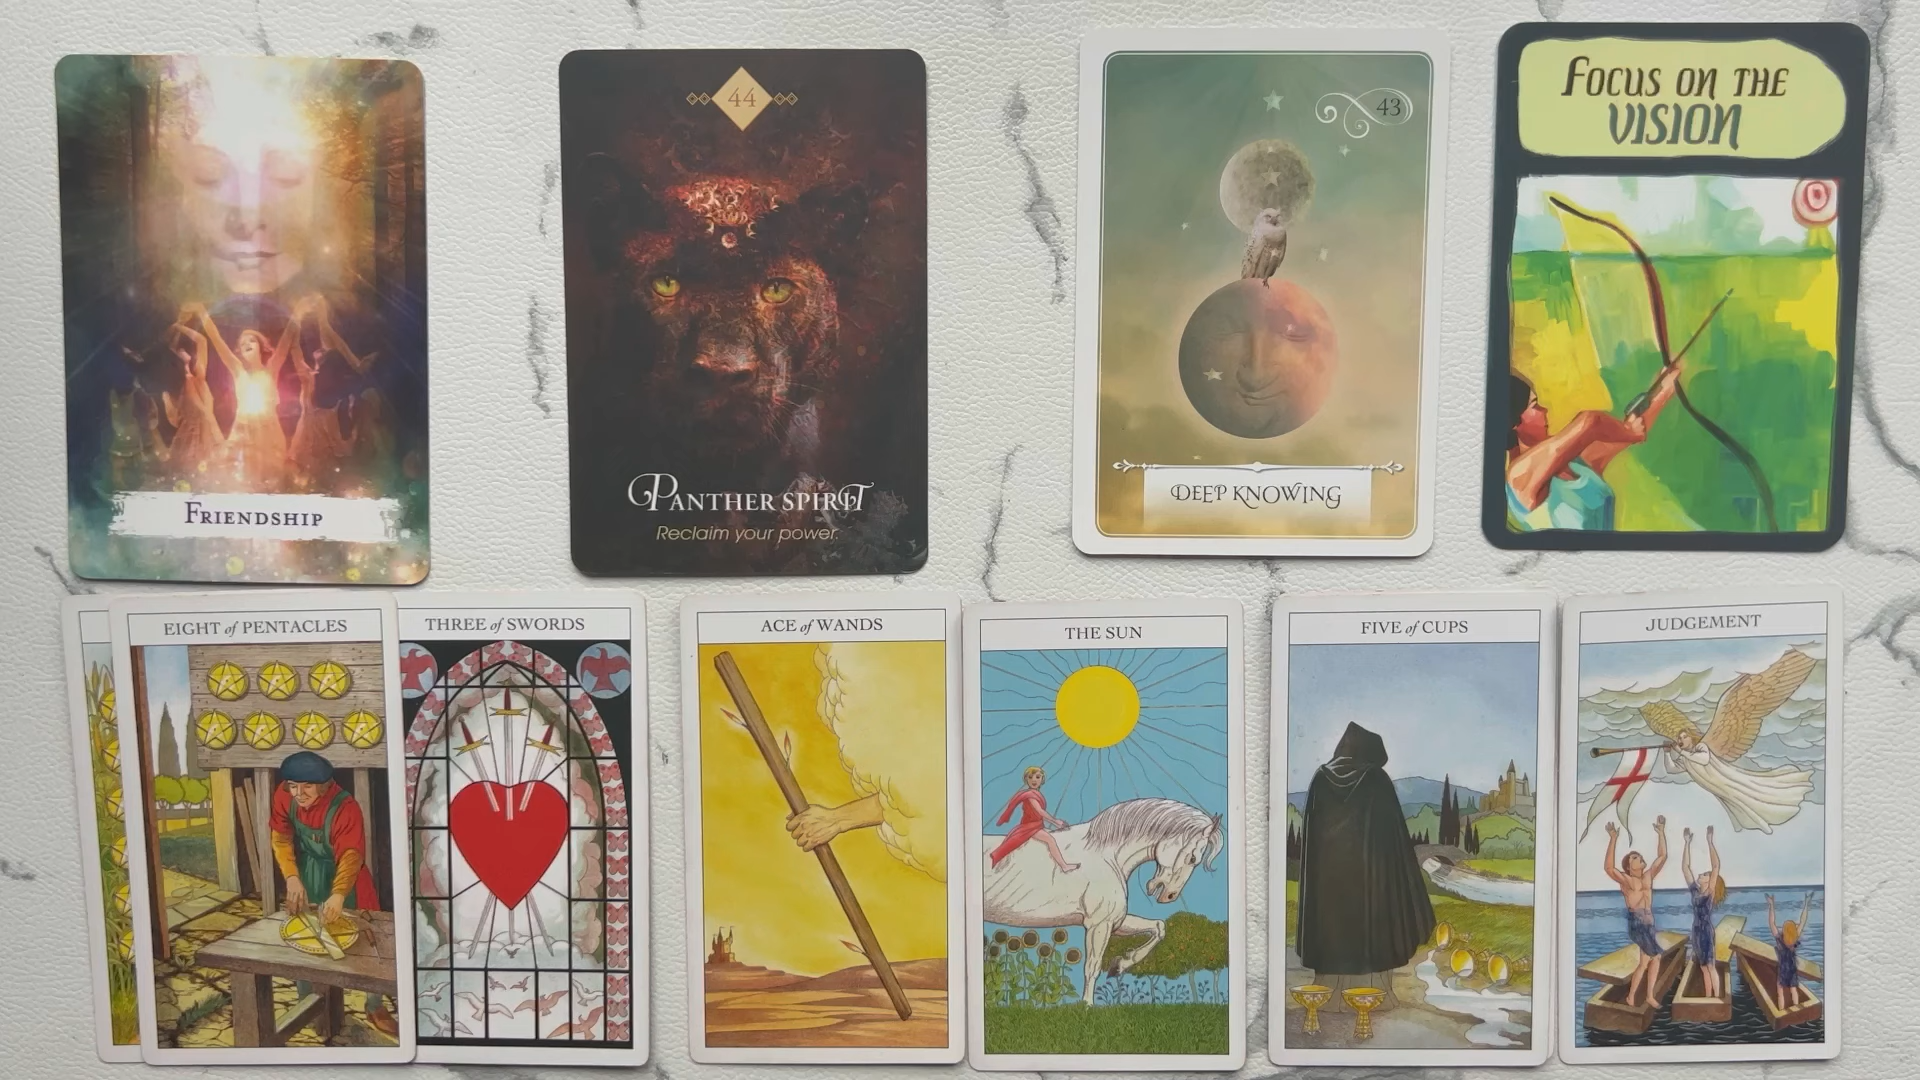 FRIENDSHIP
44
PANTHER SPIRIT
Reclaim your power.
43
DEEP KNOWING
FOCUS ON THE
VISION
EIGHT of PENTACLES
THREE of SWORDS
ACE of WANDS
THE SUN
FIVE of CUPS
JUDGEMENT